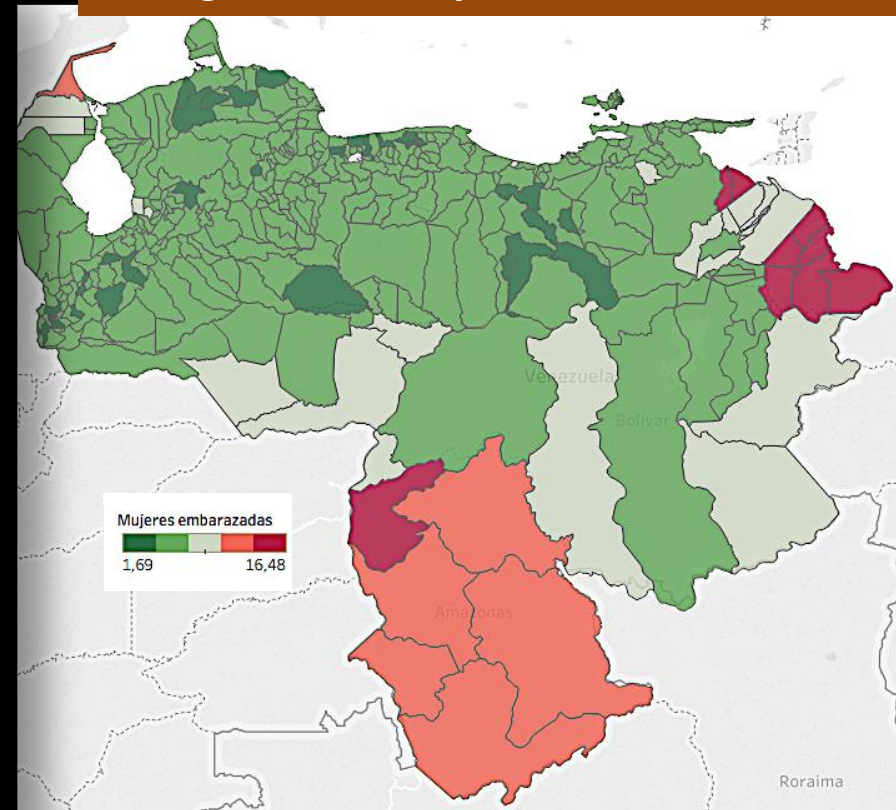 Venezuela
Bolívar
Mujeres embarazadas
1,69 16,48
Amazonas
Roraima